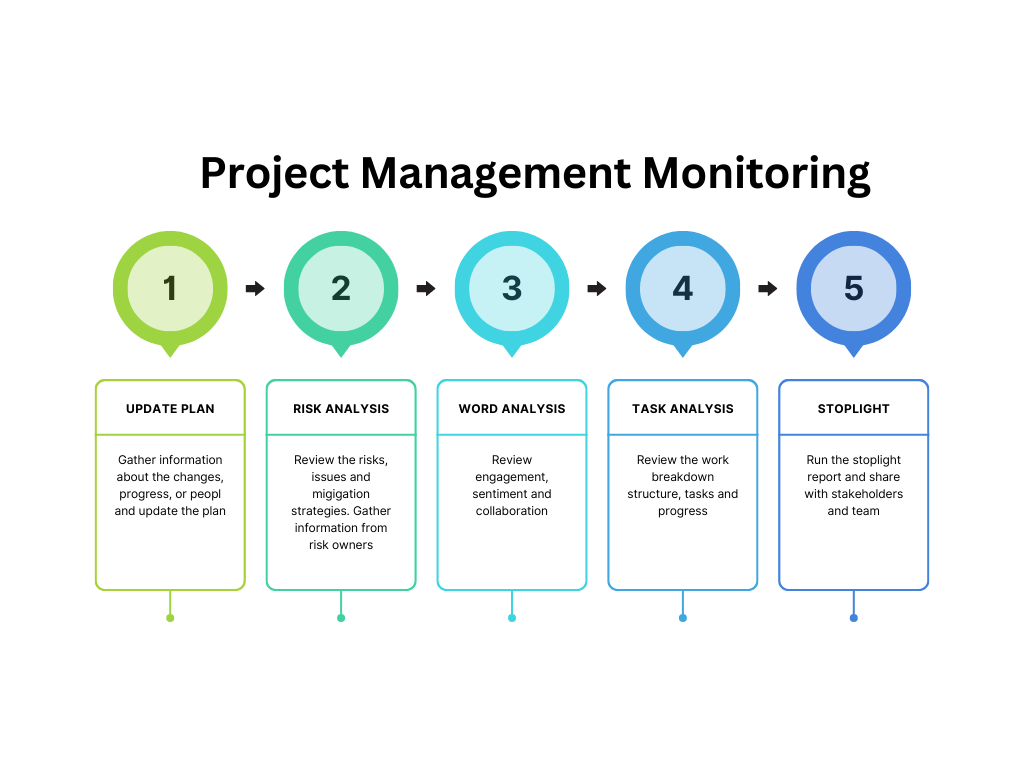 Project Management Monitoring
1
2
3
4
5
UPDATE PLAN
Gather information
about the changes,
progress, or peopl
and update the plan
RISK ANALYSIS
Review the risks,
issues and
migigation
strategies. Gather
information from
risk owners
WORD ANALYSIS
Review
engagement,
sentiment and
collaboration
TASK ANALYSIS
Review the work
breakdown
structure, tasks and
progress
STOPLIGHT
Run the stoplight
report and share
with stakeholders
and team